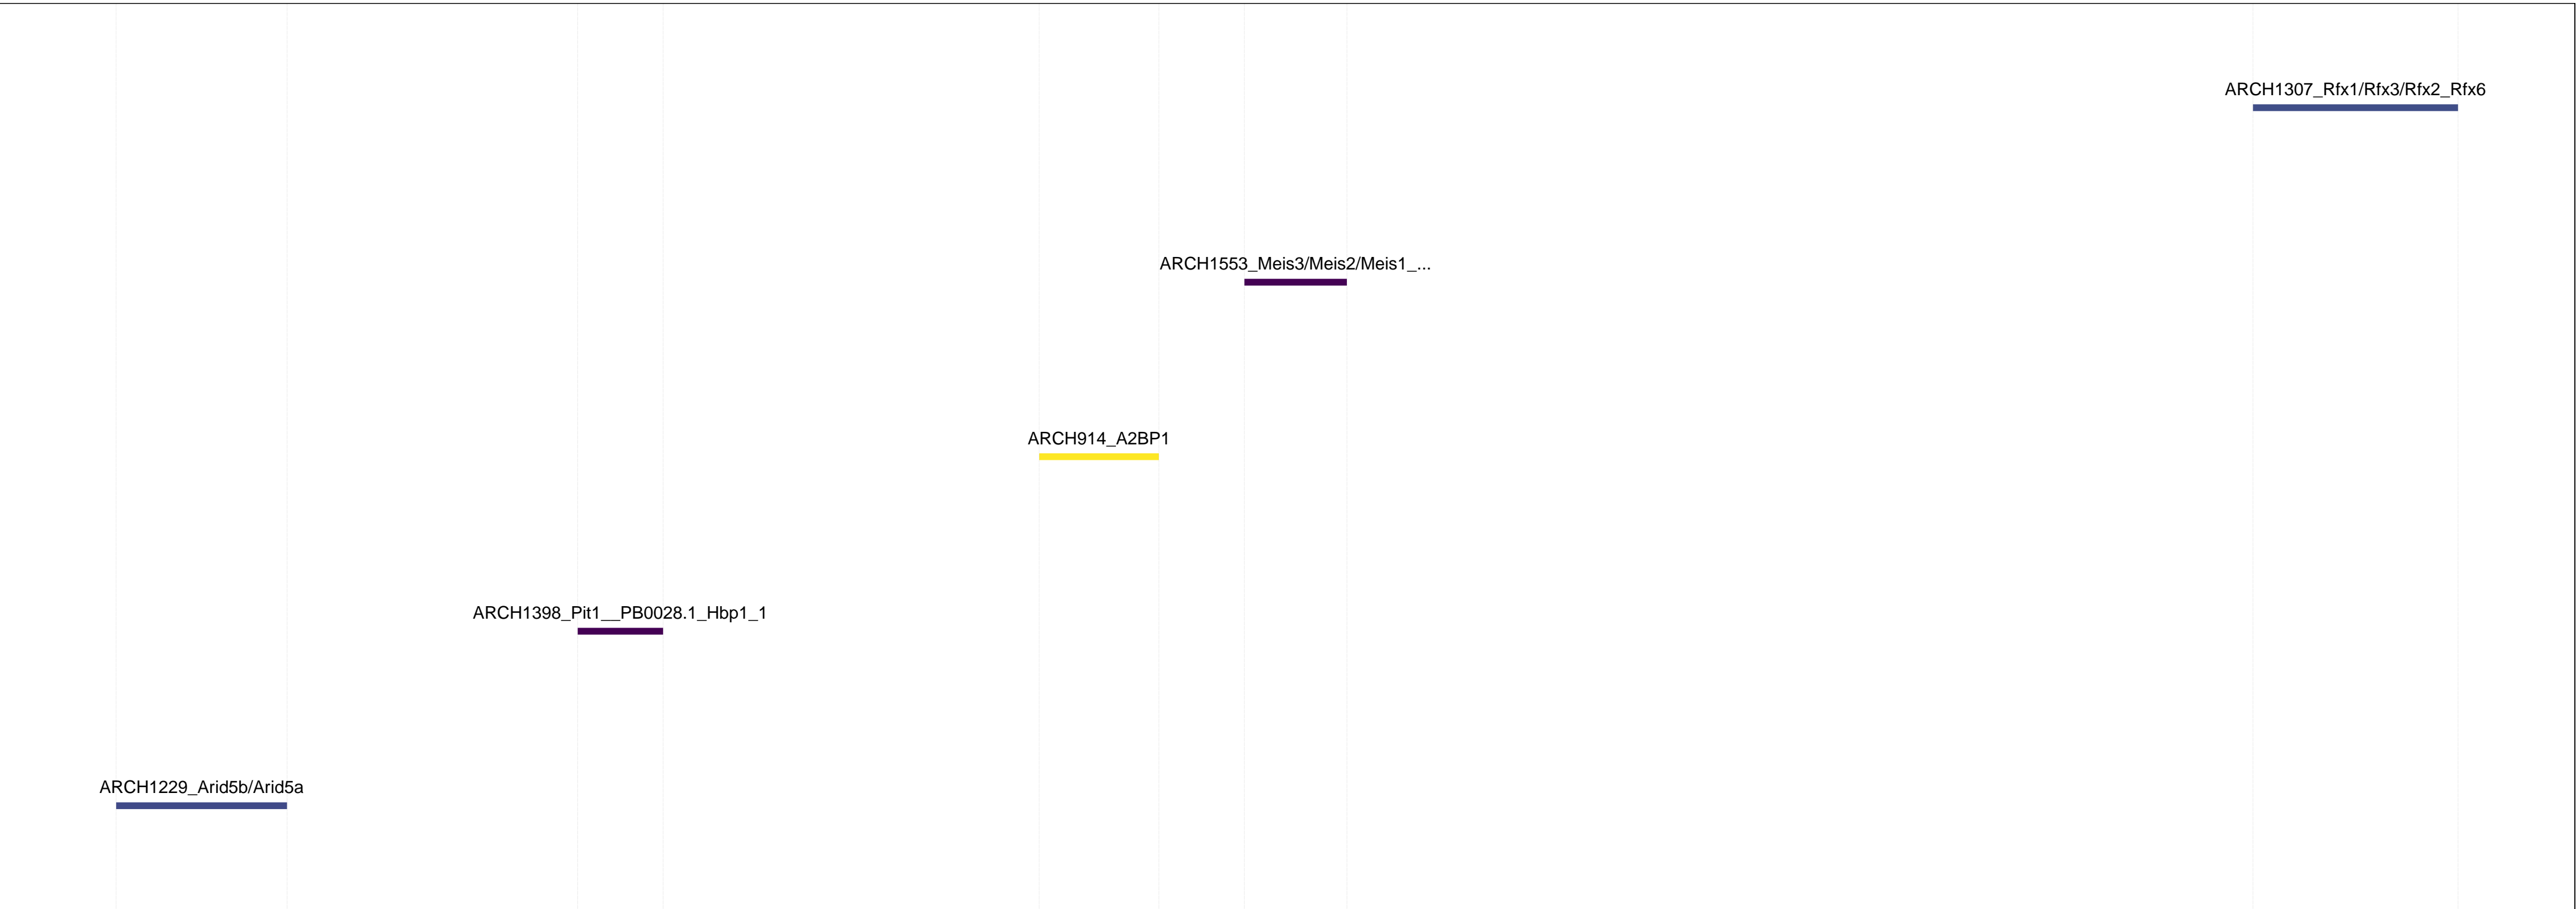 ARCH1307_Rfx1/Rfx3/Rfx2_Rfx6
ARCH1553_Meis3/Meis2/Meis1_...
ARCH914_A2BP1
ARCH1398_Pit1__PB0028.1_Hbp1_1
ARCH1229_Arid5b/Arid5a